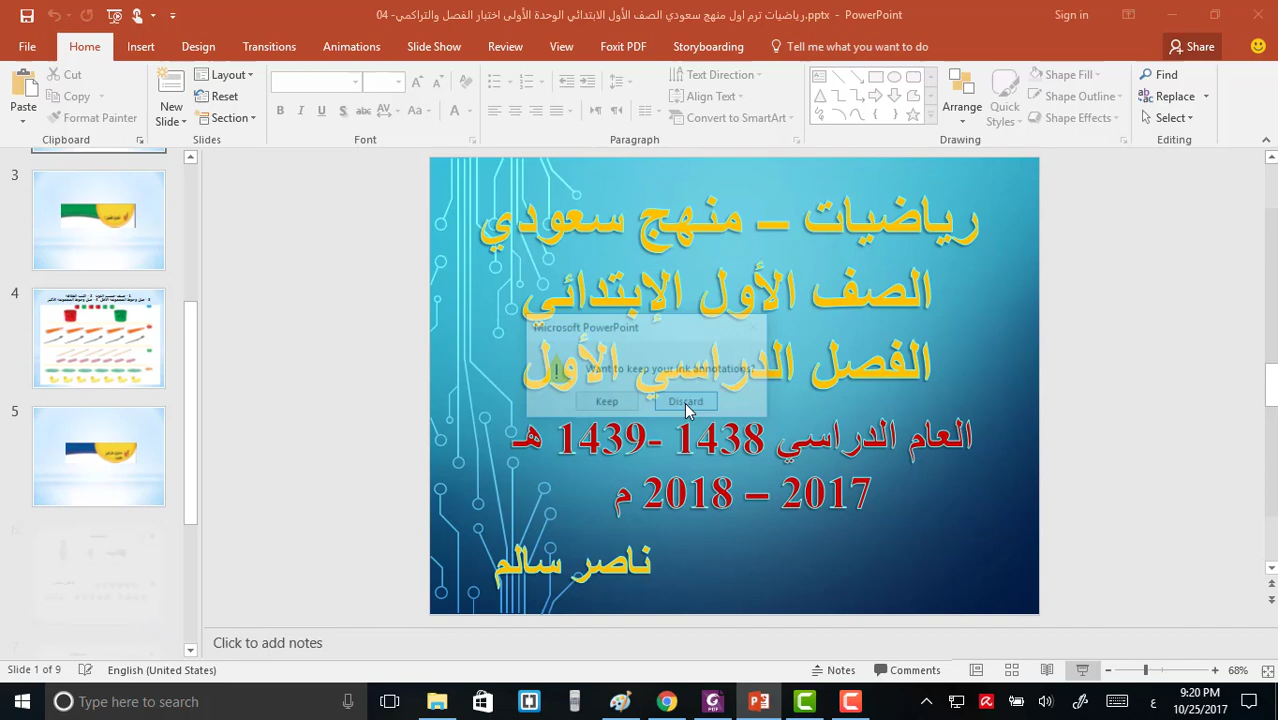 04 -رياضيات ترم اول منهج سعودي الصف الأول الابتدائي الوحدة الأولى اختبار الفصل والتراكمي.pptx - PowerPoint
Sign in
File Home Insert Design Transitions Animations Slide Show Review View Foxit PDF Storyboarding Tell me what you want to do Share
Cut
Copy
Format Painter
Paste
Clipboard
New Slide
Layout
Reset
Section
Slides
Font
Text Direction
Align Text
Convert to SmartArt
Paragraph
Arrange
Quick Styles
Shape Fill
Shape Outline
Shape Effects
Drawing
Find
Replace
Select
Editing
3
4
5
6
7
رياضيات – منهج سعودي
الصف الأول الإبتدائي
الفصل الدراسي الأول
العام الدراسي 1438 -1439 هـ
2017 – 2018 م
ناصر سالم
Microsoft PowerPoint
Want to keep your ink annotations?
Keep Discard
Click to add notes
Slide 1 of 9 English (United States) Notes Comments 68%
Type here to search
ع
9:20 PM
10/25/2017